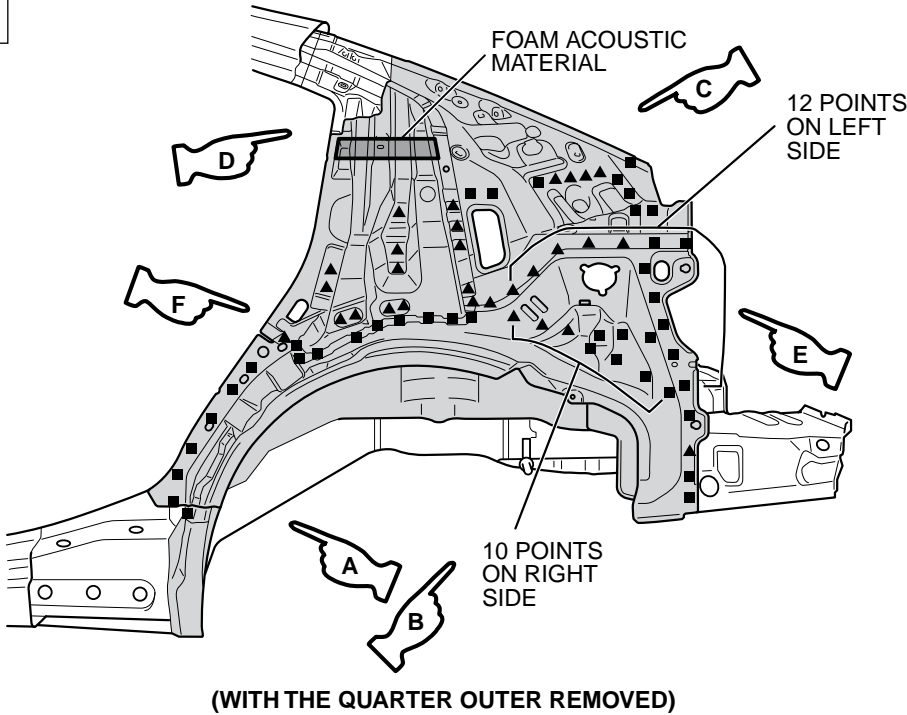 FOAM ACOUSTIC
MATERIAL
C
12 POINTS
ON LEFT
SIDE
D
F
E
A
B
10 POINTS
ON RIGHT
SIDE
(WITH THE QUARTER OUTER REMOVED)